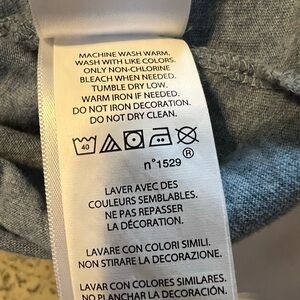 MACHINE WASH WARM.
WASH WITH LIKE COLORS.
ONLY NON-CHLORINE
BLEACH WHEN NEEDED.
TUMBLE DRY LOW.
WARM IRON IF NEEDED.
DO NOT IRON DECORATION.
DO NOT DRY CLEAN.
40
®
n°1529
LAVER AVEC DES
COULEURS SEMBLABLES.
NE PAS REPASSER
LA DÉCORATION.
LAVARE CON COLORI SIMILI.
NON STIRARE LA DECORAZIONE.
LAVAR CON COLORES SIMILARES.
NO PLANCHAR LA DECORACIÓN.